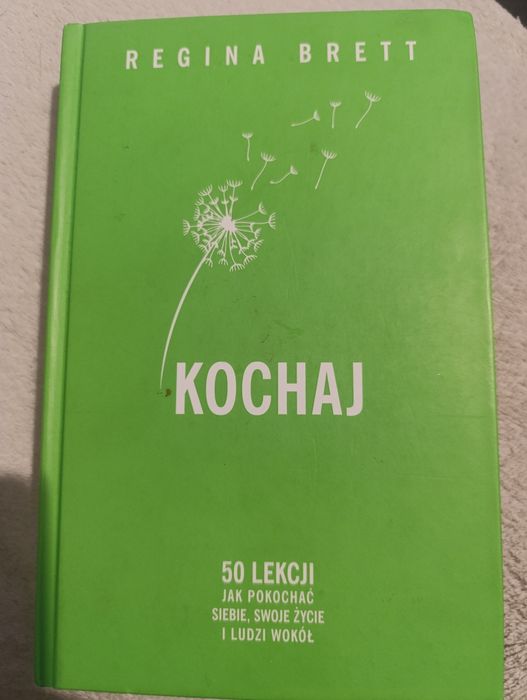 REGINA BRETT
KOCHAJ
50 LEKCJI
JAK POKOCHAĆ
SIEBIE, SWOJE ŻYCIE
I LUDZI WOKÓŁ